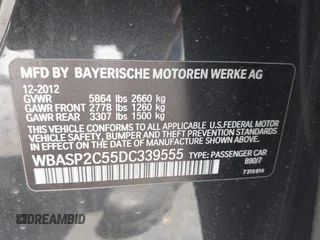 MFD BY BAYERISCHE MOTOREN WERKE AG
12-2012
GVWR 5864 lbs 2660 kg
GAWR FRONT 2778 lbs 1260 kg
GAWR REAR 3307 lbs 1500 kg
THIS VEHICLE CONFORMS TO ALL APPLICABLE U.S.FEDERAL MOTOR
VEHICLE SAFETY, BUMPER, AND THEFT PREVENTION STANDARDS
IN EFFECT ON THE DATE OF MANUFACTURE SHOWN ABOVE.
WBASP2C55DC339555 TYPE: PASSENGER CAR
B90/7
7315814
DREAMBID